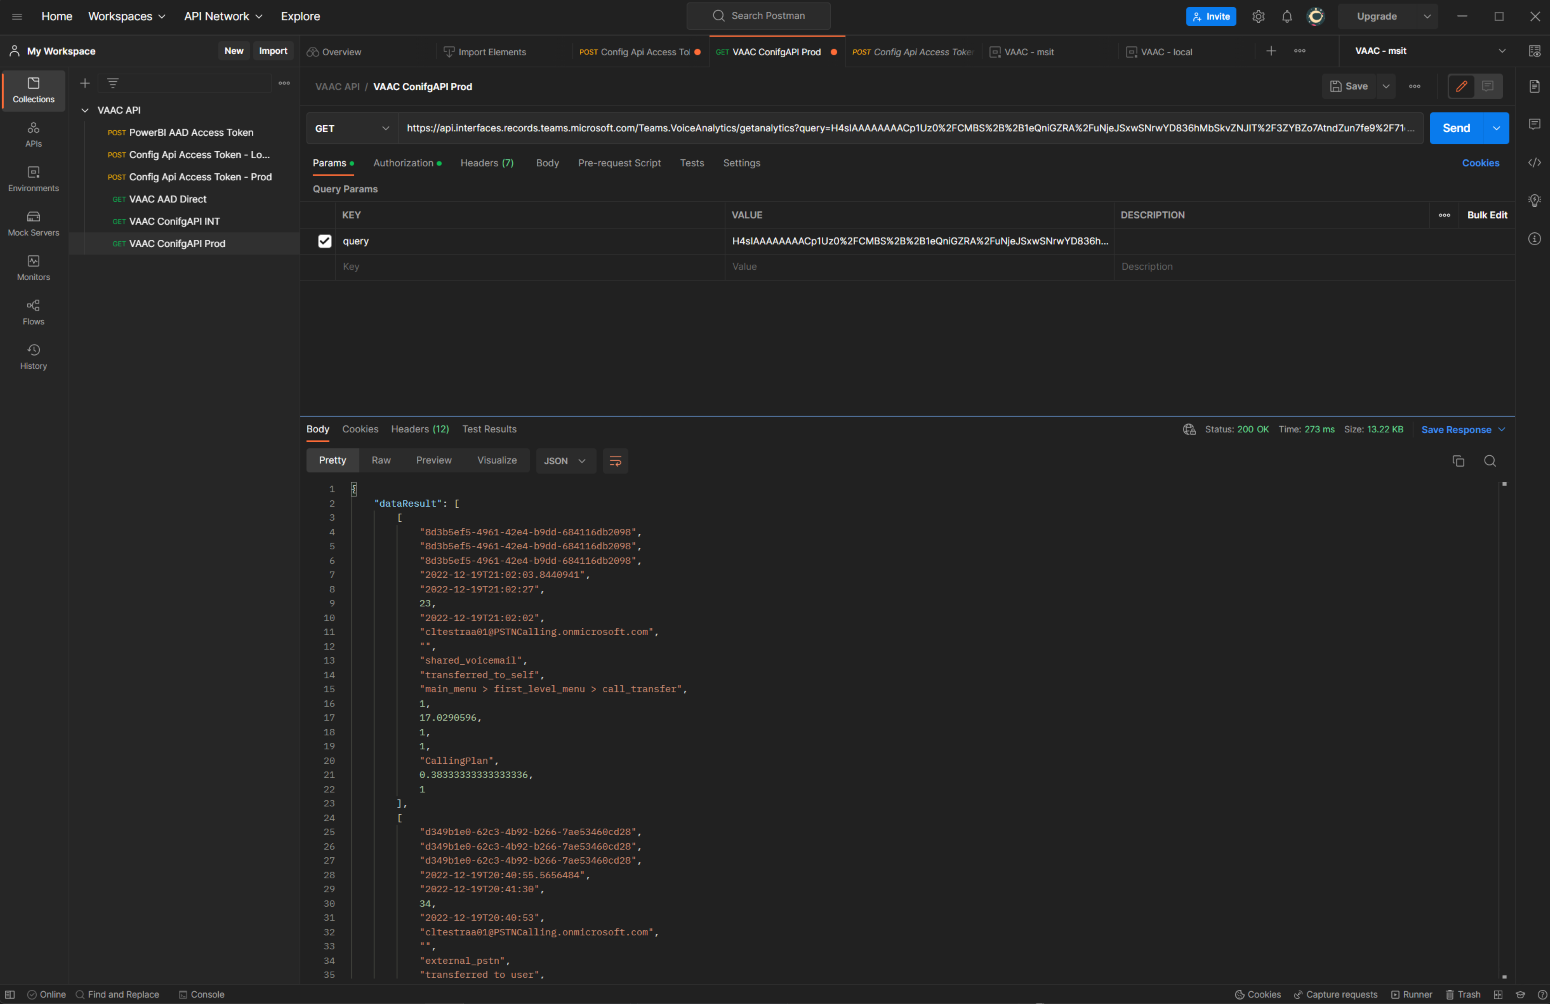 Home
Workspaces
API Network
Explore
Search Postman
Invite
Upgrade
My Workspace
New
Import
Overview
Import Elements
POST Config Api Access To
GET VAAC ConifgAPI Prod
POST Config Api Access Toke
VAAC - msit
VAAC - local
VAAC - msit
Collections
APIs
Environments
Mock Servers
Monitors
Flows
History
VAAC API
POST PowerBI AAD Access Token
POST Config Api Access Token - Lo...
POST Config Api Access Token - Prod
GET VAAC AAD Direct
GET VAAC ConifgAPI INT
GET VAAC ConifgAPI Prod
VAAC API / VAAC ConifgAPI Prod
Save
GET
https://api.interfaces.records.teams.microsoft.com/Teams.VoiceAnalytics/getanalytics?query=H4sIAAAAAAAACp1Uz0%2FCMBS%2B%2B1eQniGZRA%2FuNjeJSxwSNrwYD836hMbSkvZNJIT%2F3ZYBZo7AtndZun7fe9%2F71...
Send
Params
Authorization
Headers (7)
Body
Pre-request Script
Tests
Settings
Cookies
Query Params
KEY
VALUE
DESCRIPTION
Bulk Edit
query
H4sIAAAAAAAACp1Uz0%2FCMBS%2B%2B1eQniGZRA%2FuNjeJSxwSNrwYD836h...
Key
Value
Description
Body
Cookies
Headers (12)
Test Results
Status: 200 OK
Time: 273 ms
Size: 13.22 KB
Save Response
Pretty
Raw
Preview
Visualize
JSON
1 {
2 "dataResult": [
3 [
4 "8d3b5ef5-4961-42e4-b9dd-684116db2098",
5 "8d3b5ef5-4961-42e4-b9dd-684116db2098",
6 "8d3b5ef5-4961-42e4-b9dd-684116db2098",
7 "2022-12-19T21:02:03.8440941",
8 "2022-12-19T21:02:27",
9 23,
10 "2022-12-19T21:02:02",
11 "cltestraa01@PSTNCalling.onmicrosoft.com",
12 "",
13 "shared_voicemail",
14 "transferred_to_self",
15 "main_menu > first_level_menu > call_transfer",
16 1,
17 17.0290596,
18 1,
19 1,
20 "CallingPlan",
21 0.38333333333333336,
22 1
23 ],
24 [
25 "d349b1e0-62c3-4b92-b266-7ae53460cd28",
26 "d349b1e0-62c3-4b92-b266-7ae53460cd28",
27 "d349b1e0-62c3-4b92-b266-7ae53460cd28",
28 "2022-12-19T20:40:55.5656484",
29 "2022-12-19T20:41:30",
30 34,
31 "2022-12-19T20:40:53",
32 "cltestraa01@PSTNCalling.onmicrosoft.com",
33 "",
34 "external_pstn",
35 "transferred_to_user",
Online
Find and Replace
Console
Cookies
Capture requests
Runner
Trash